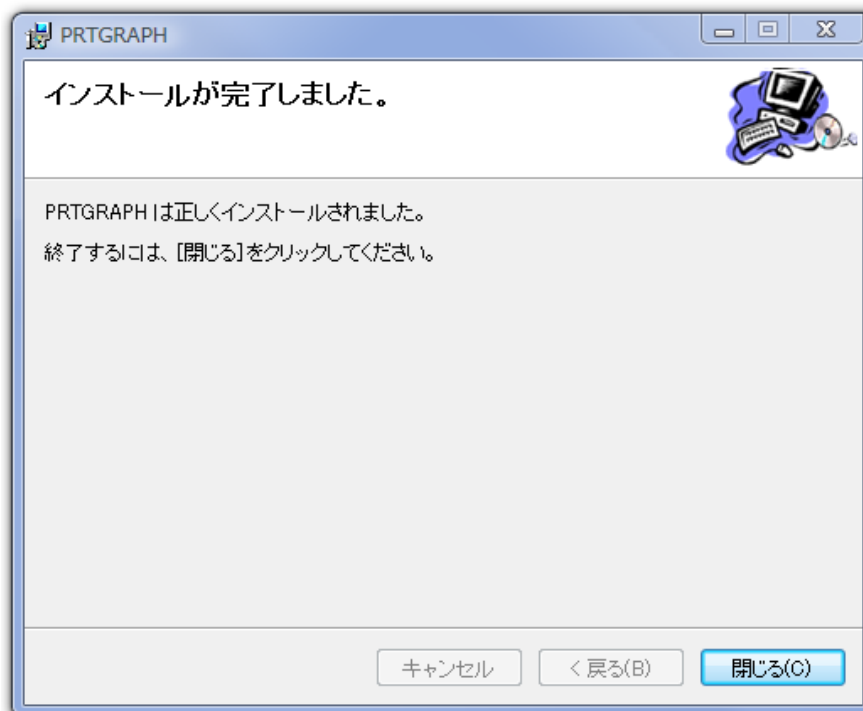 PRTGRAPH
インストールが完了しました。
PRTGRAPH は正しくインストールされました。
終了するには、[閉じる]をクリックしてください。
キャンセル
< 戻る(B)
閉じる(C)